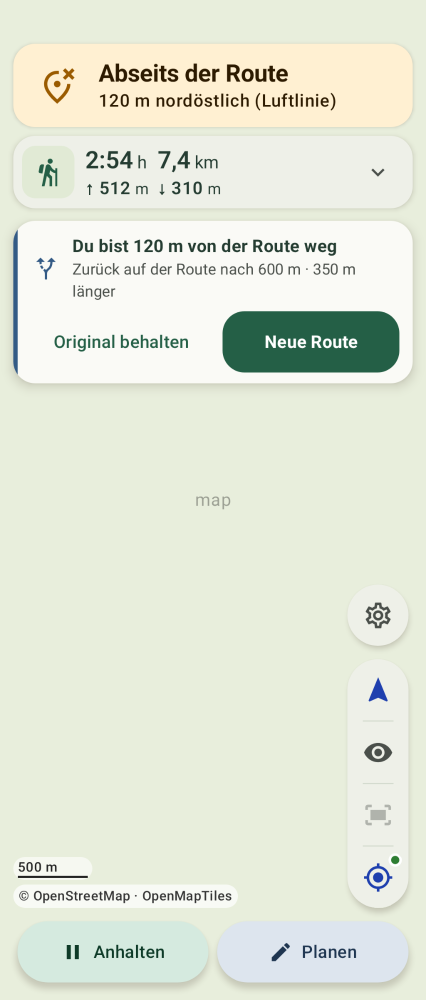 Abseits der Route
120 m nordöstlich (Luftlinie)
2:54 h 7,4 km
↑ 512 m ↓ 310 m
Du bist 120 m von der Route weg
Zurück auf der Route nach 600 m · 350 m
länger
Original behalten
Neue Route
map
500 m
© OpenStreetMap · OpenMapTiles
Anhalten
Planen